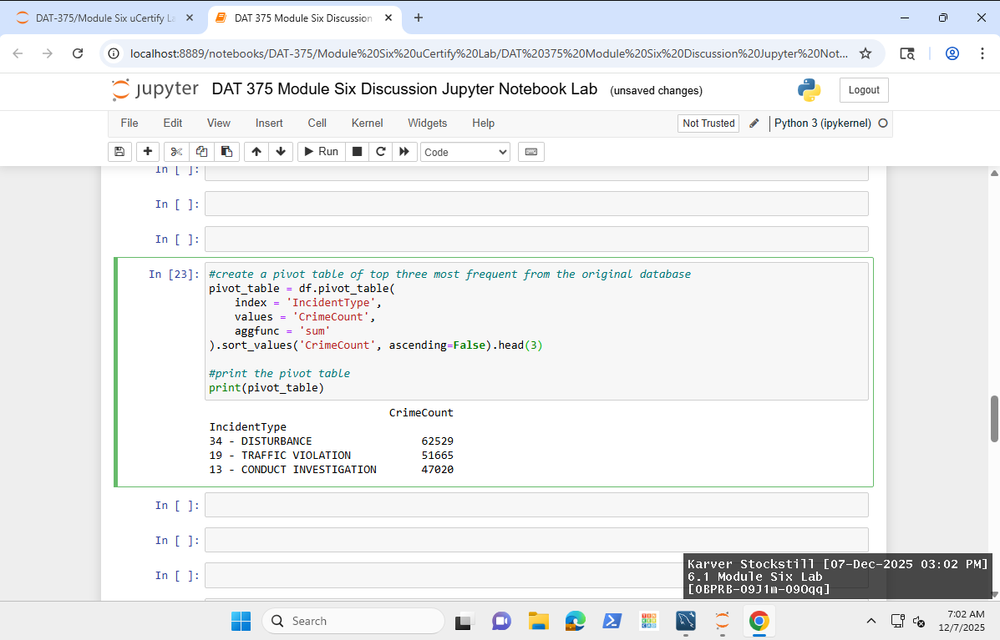 DAT-375/Module Six uCertify La
DAT 375 Module Six Discussion
localhost:8889/notebooks/DAT-375/Module%20Six%20uCertify%20Lab/DAT%20375%20Module%20Six%20Discussion%20Jupyter%20Not...
jupyter DAT 375 Module Six Discussion Jupyter Notebook Lab (unsaved changes) Logout
File Edit View Insert Cell Kernel Widgets Help Not Trusted Python 3 (ipykernel)
Run Code
In [ ]:
In [ ]:
In [ ]:
In [23]: #create a pivot table of top three most frequent from the original database
pivot_table = df.pivot_table(
    index = 'IncidentType',
    values = 'CrimeCount',
    aggfunc = 'sum'
).sort_values('CrimeCount', ascending=False).head(3)
#print the pivot table
print(pivot_table)
CrimeCount
IncidentType
34 - DISTURBANCE 62529
19 - TRAFFIC VIOLATION 51665
13 - CONDUCT INVESTIGATION 47020
In [ ]:
In [ ]:
In [ ]:
Karver Stockstill [07-Dec-2025 03:02 PM]
6.1 Module Six Lab
[0BPRB-09J1m-09Oqq]
Search
7:02 AM
12/7/2025